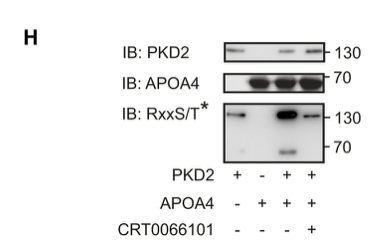 H
IB: PKD2 130
IB: APOA4 70
IB: RxxS/T* 130
70
PKD2 + - + +
APOA4 - + + +
CRT0066101 - - - +